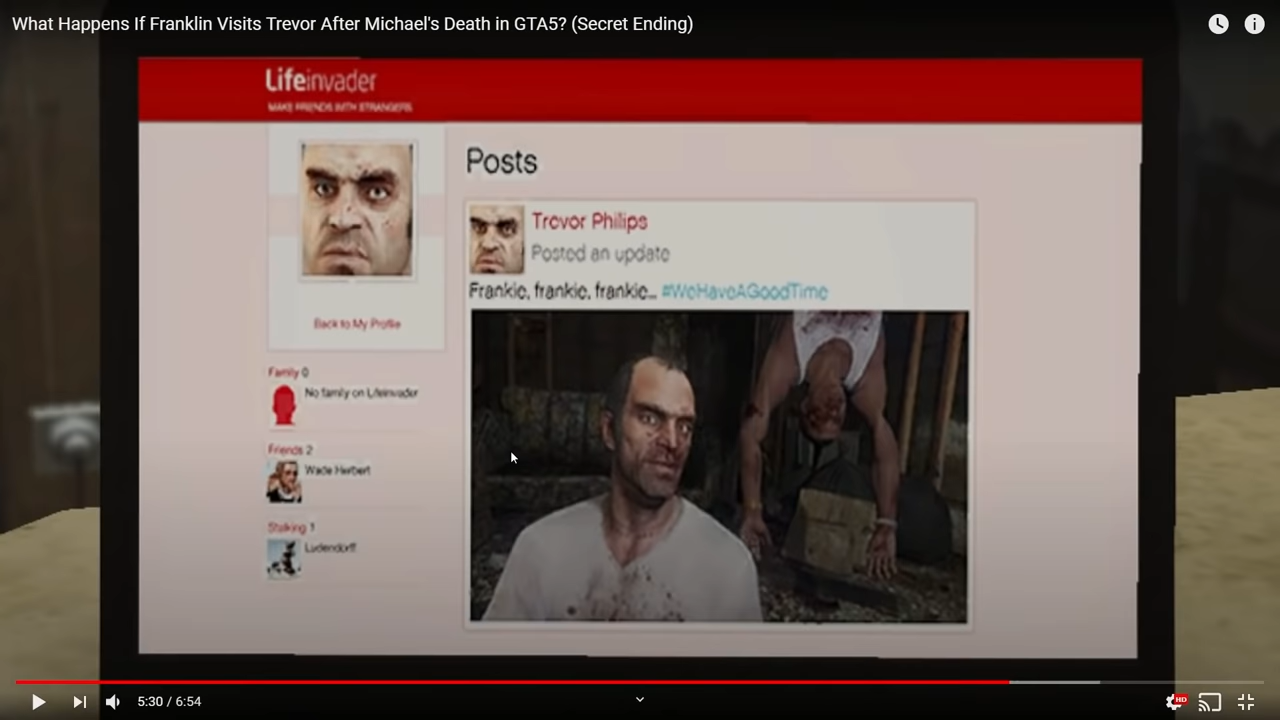 What Happens If Franklin Visits Trevor After Michael's Death in GTA5? (Secret Ending)
Lifeinvader
MAKE FRIENDS WITH STRANGERS
Posts
Trevor Philips
Posted an update
Frankie, frankie, frankie... #WeHaveAGoodTime
Back to My Profile
Family 0
No family on Lifeinvader
Friends 2
Wade Herbert
Stalking 1
Ludendorff
5:30 / 6:54
HD